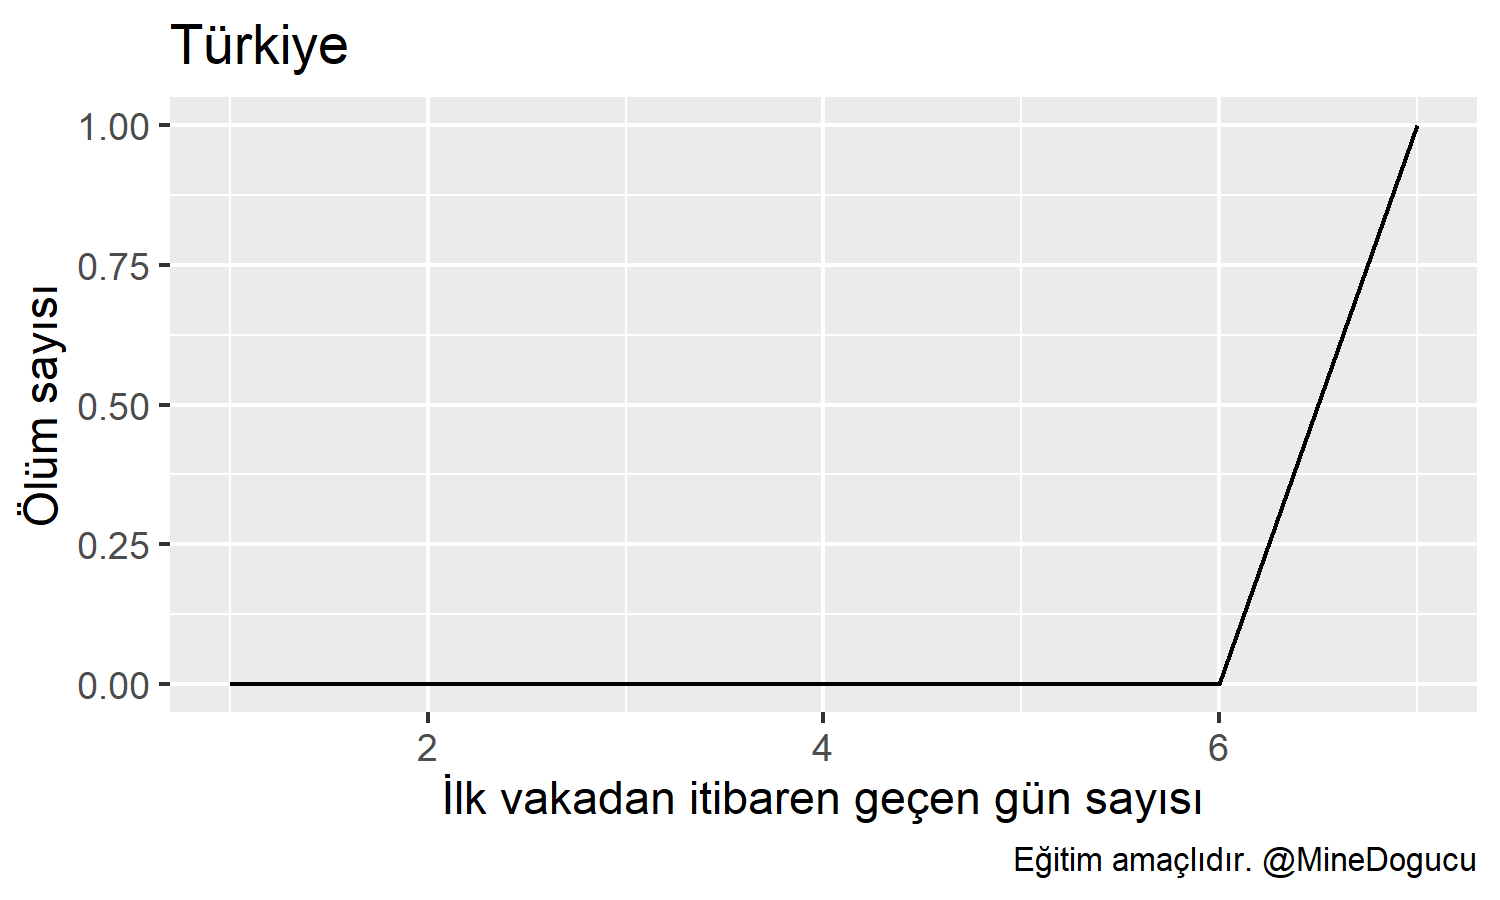 Türkiye
1.00
0.75
0.50
0.25
0.00
Ölüm sayısı
2 4 6
İlk vakadan itibaren geçen gün sayısı
Eğitim amaçlıdır. @MineDogucu